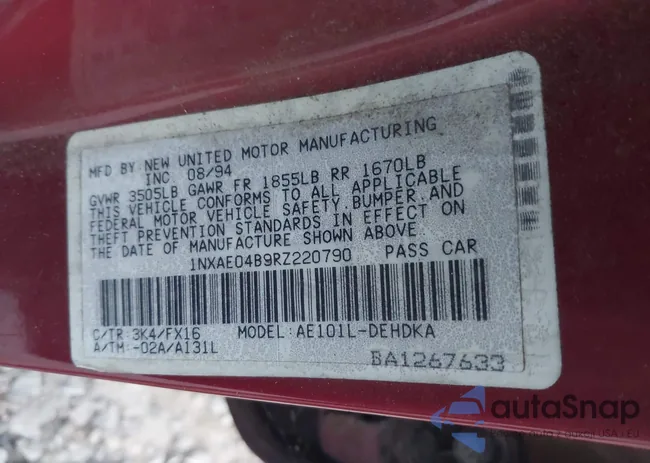 MFD BY NEW UNITED MOTOR MANUFACTURING
INC 08/94
GVWR 3505LB GAWR FR 1855LB RR 1670LB
THIS VEHICLE CONFORMS TO ALL APPLICABLE
FEDERAL MOTOR VEHICLE SAFETY,BUMPER,AND
THEFT PREVENTION STANDARDS IN EFFECT ON
THE DATE OF MANUFACTURE SHOWN ABOVE.
1NXAE04B9RZ220790 PASS CAR
C/TR:3K4/FX16 MODEL:AE101L-DEHDKA
A/TM:-02A/A131L
BA1267633
autaSnap